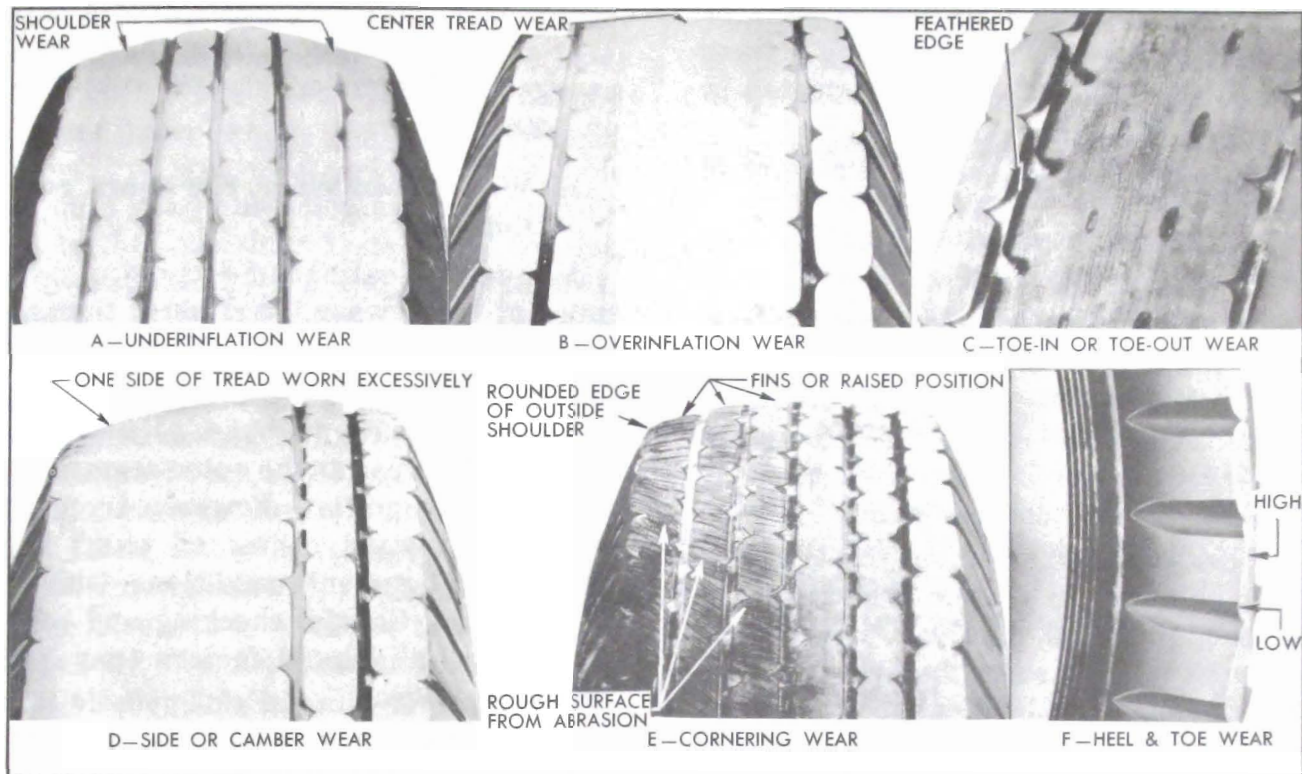 SHOULDER
WEAR
CENTER TREAD WEAR
FEATHERED
EDGE
A—UNDERINFLATION WEAR
B—OVERINFLATION WEAR
C—TOE-IN OR TOE-OUT WEAR
ONE SIDE OF TREAD WORN EXCESSIVELY
ROUNDED EDGE
OF OUTSIDE
SHOULDER
FINS OR RAISED POSITION
HIGH
LOW
ROUGH SURFACE
FROM ABRASION
D—SIDE OR CAMBER WEAR
E—CORNERING WEAR
F—HEEL & TOE WEAR